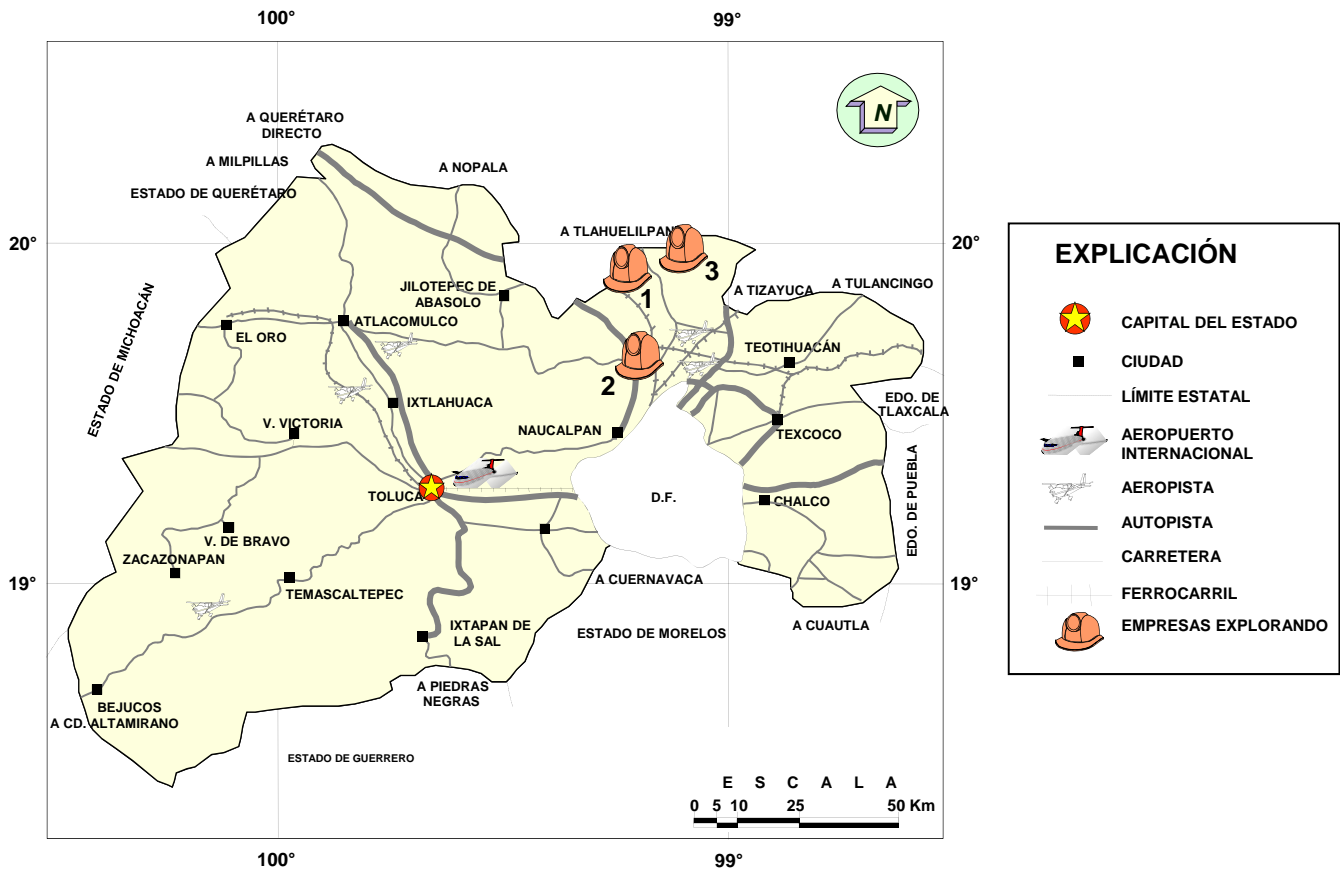 100°
99°
A QUERÉTARO
DIRECTO
N
A MILPILLAS
A NOPALA
ESTADO DE QUERÉTARO
A TLAHUELILPAN
20°
20°
3
1
JILOTEPEC DE
ABASOLO
A TIZAYUCA
A TULANCINGO
ATLACOMULCO
EL ORO
TEOTIHUACÁN
2
ESTADO DE MICHOACÁN
IXTLAHUACA
EDO. DE
TLAXCALA
V. VICTORIA
NAUCALPAN
TEXCOCO
TOLUCA
D.F.
CHALCO
EDO. DE PUEBLA
V. DE BRAVO
ZACAZONAPAN
19°
19°
TEMASCALTEPEC
A CUERNAVACA
IXTAPAN DE
LA SAL
ESTADO DE MORELOS
A CUAUTLA
A PIEDRAS
NEGRAS
BEJUCOS
A CD. ALTAMIRANO
ESTADO DE GUERRERO
E S C A L A
0 5 10 25 50 Km
100°
99°
EXPLICACIÓN
CAPITAL DEL ESTADO
CIUDAD
LÍMITE ESTATAL
AEROPUERTO
INTERNACIONAL
AEROPISTA
AUTOPISTA
CARRETERA
FERROCARRIL
EMPRESAS EXPLORANDO